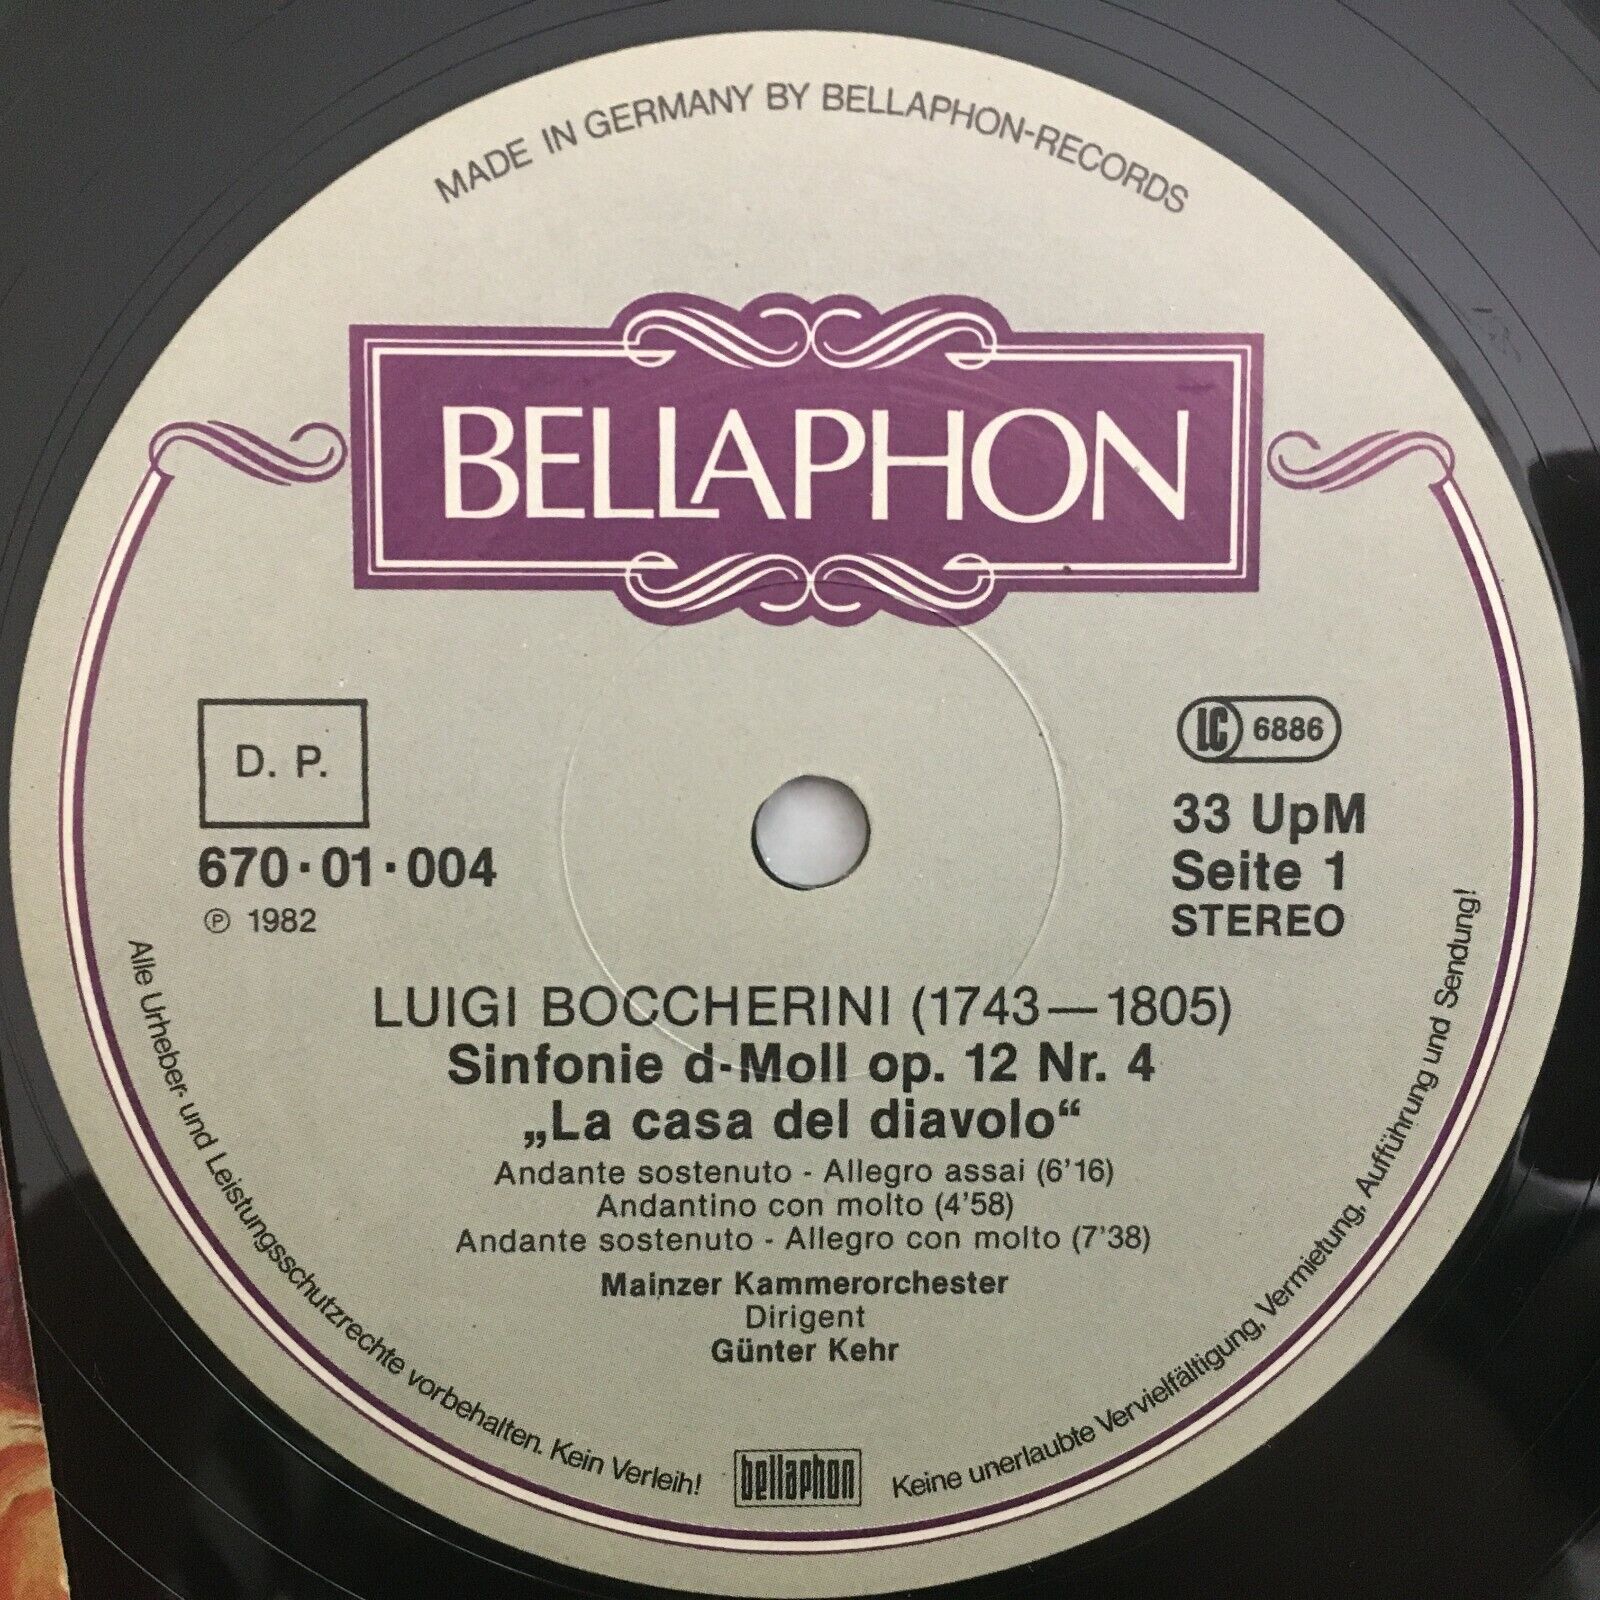 MADE IN GERMANY BY BELLAPHON-RECORDS
BELLAPHON
D. P.
670·01·004
℗ 1982
LC 6886
33 UpM
Seite 1
STEREO
LUIGI BOCCHERINI (1743—1805)
Sinfonie d-Moll op. 12 Nr. 4
„La casa del diavolo“
Andante sostenuto - Allegro assai (6'16)
Andantino con molto (4'58)
Andante sostenuto - Allegro con molto (7'38)
Mainzer Kammerorchester
Dirigent
Günter Kehr
Alle Urheber- und Leistungsschutzrechte vorbehalten. Kein Verleih!
bellaphon
Keine unerlaubte Vervielfältigung, Vermietung, Aufführung und Sendung!